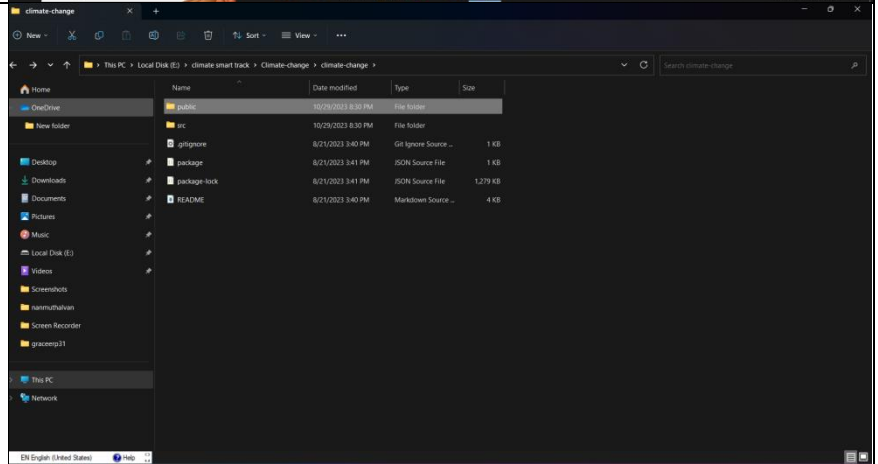 climate-change
New
Sort
View
This PC > Local Disk (E:) > climate smart track > Climate-change > climate-change >
Search climate-change
Name Date modified Type Size
Home
OneDrive
New folder
Desktop
Downloads
Documents
Pictures
Music
Local Disk (E:)
Videos
Screenshots
nanmuthalvan
Screen Recorder
graceerp31
This PC
Network
public 10/29/2023 8:30 PM File folder
src 10/29/2023 8:30 PM File folder
.gitignore 8/21/2023 3:40 PM Git Ignore Source ... 1 KB
package 8/21/2023 3:41 PM JSON Source File 1 KB
package-lock 8/21/2023 3:41 PM JSON Source File 1,279 KB
README 8/21/2023 3:40 PM Markdown Source ... 4 KB
EN English (United States) Help